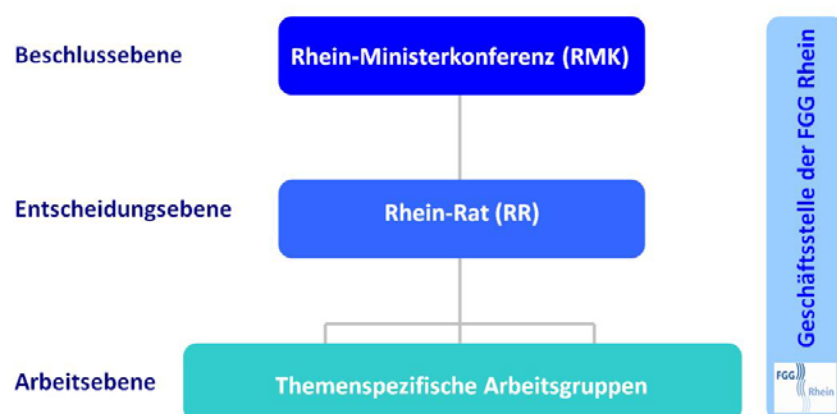 Beschlussebene
Rhein-Ministerkonferenz (RMK)
Entscheidungsebene
Rhein-Rat (RR)
Arbeitsebene
Themenspezifische Arbeitsgruppen
Geschäftsstelle der FGG Rhein
FGG
Rhein